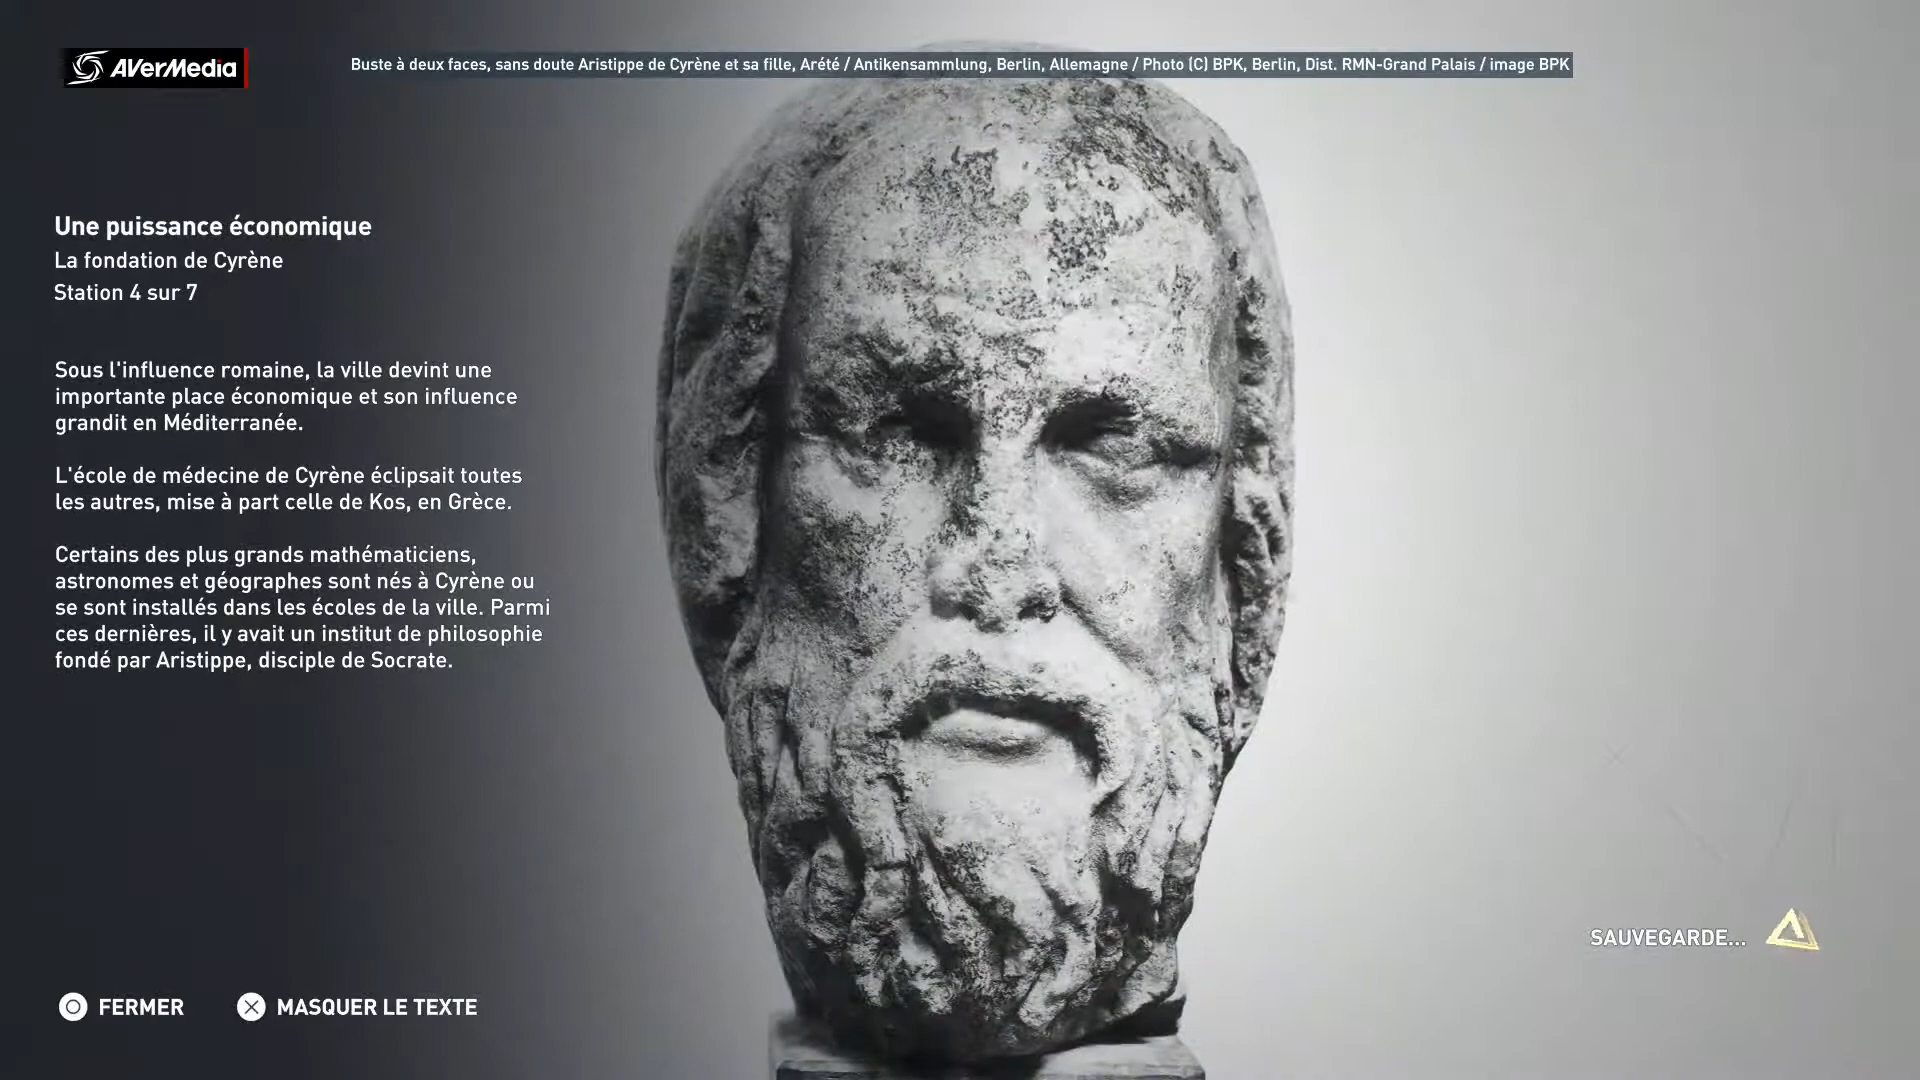 AVerMedia
Buste à deux faces, sans doute Aristippe de Cyrène et sa fille, Arété / Antikensammlung, Berlin, Allemagne / Photo (C) BPK, Berlin, Dist. RMN-Grand Palais / image BPK
Une puissance économique
La fondation de Cyrène
Station 4 sur 7
Sous l'influence romaine, la ville devint une
importante place économique et son influence
grandit en Méditerranée.
L'école de médecine de Cyrène éclipsait toutes
les autres, mise à part celle de Kos, en Grèce.
Certains des plus grands mathématiciens,
astronomes et géographes sont nés à Cyrène ou
se sont installés dans les écoles de la ville. Parmi
ces dernières, il y avait un institut de philosophie
fondé par Aristippe, disciple de Socrate.
SAUVEGARDE...
FERMER
MASQUER LE TEXTE